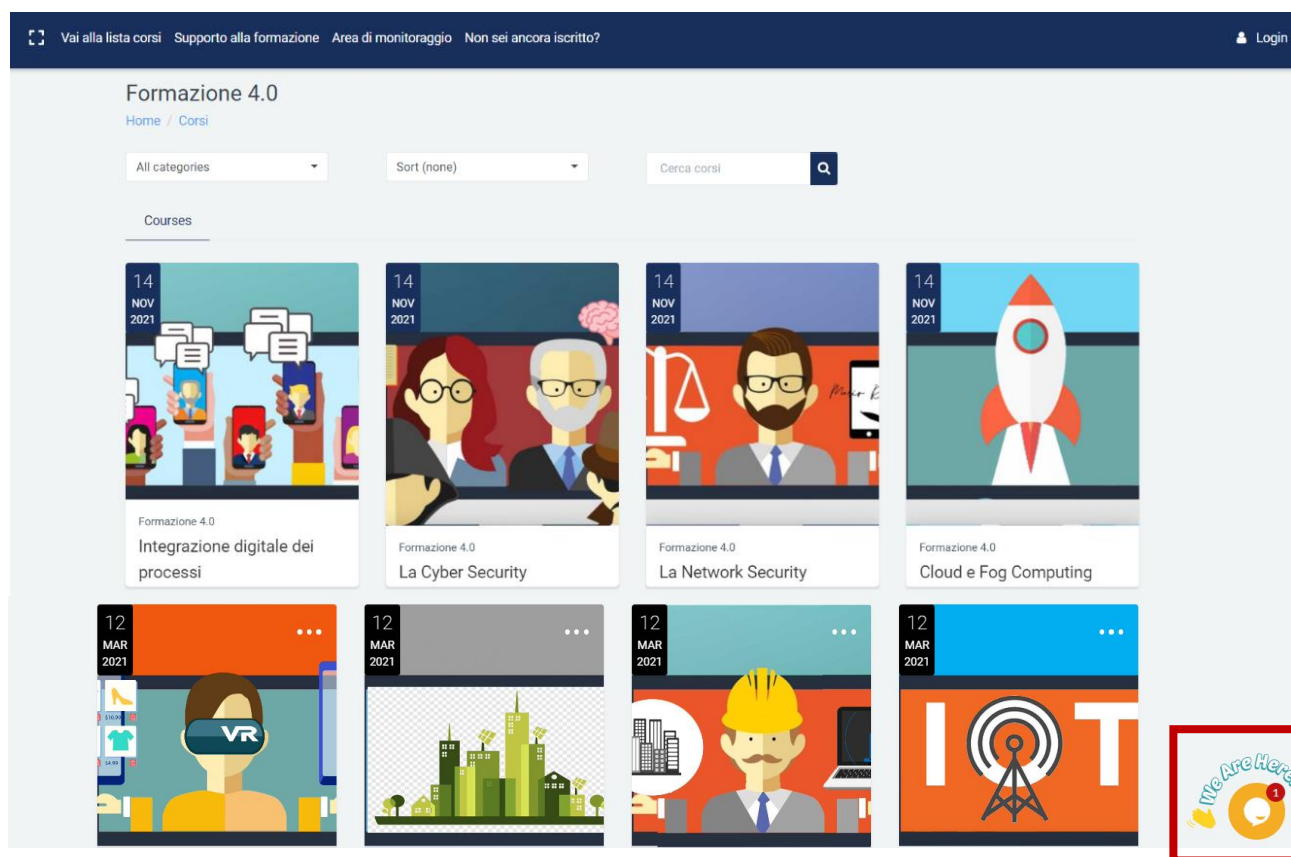 Vai alla lista corsi Supporto alla formazione Area di monitoraggio Non sei ancora iscritto? Login
Formazione 4.0
Home / Corsi
All categories Sort (none) Cerca corsi
Courses
14
NOV
2021
14
NOV
2021
14
NOV
2021
14
NOV
2021
Formazione 4.0
Integrazione digitale dei
processi
Formazione 4.0
La Cyber Security
Formazione 4.0
La Network Security
Formazione 4.0
Cloud e Fog Computing
12
MAR
2021
12
MAR
2021
12
MAR
2021
12
MAR
2021
$10.99
$4.99
VR
I T
We Are Here
1